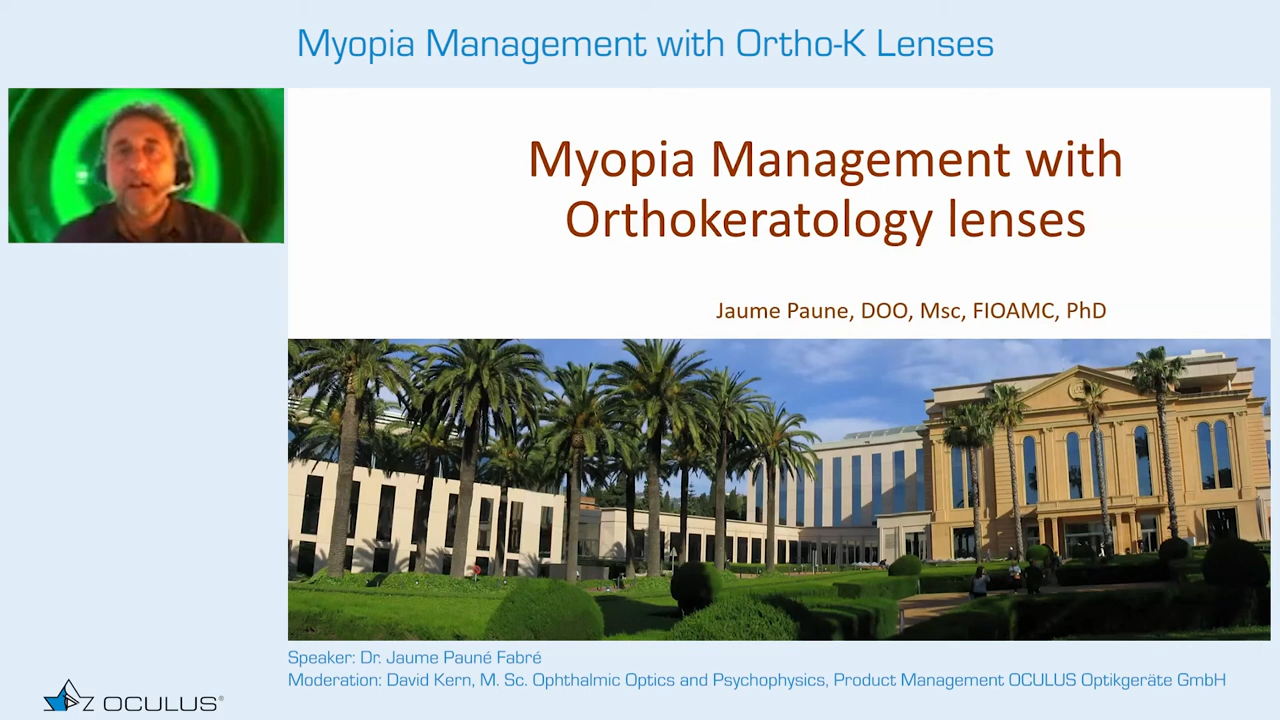 Myopia Management with Ortho-K Lenses
Myopia Management with
Orthokeratology lenses
Jaume Paune, DOO, Msc, FIOAMC, PhD
Speaker: Dr. Jaume Pauné Fabré
Moderation: David Kern, M. Sc. Ophthalmic Optics and Psychophysics, Product Management OCULUS Optikgeräte GmbH
OCULUS®